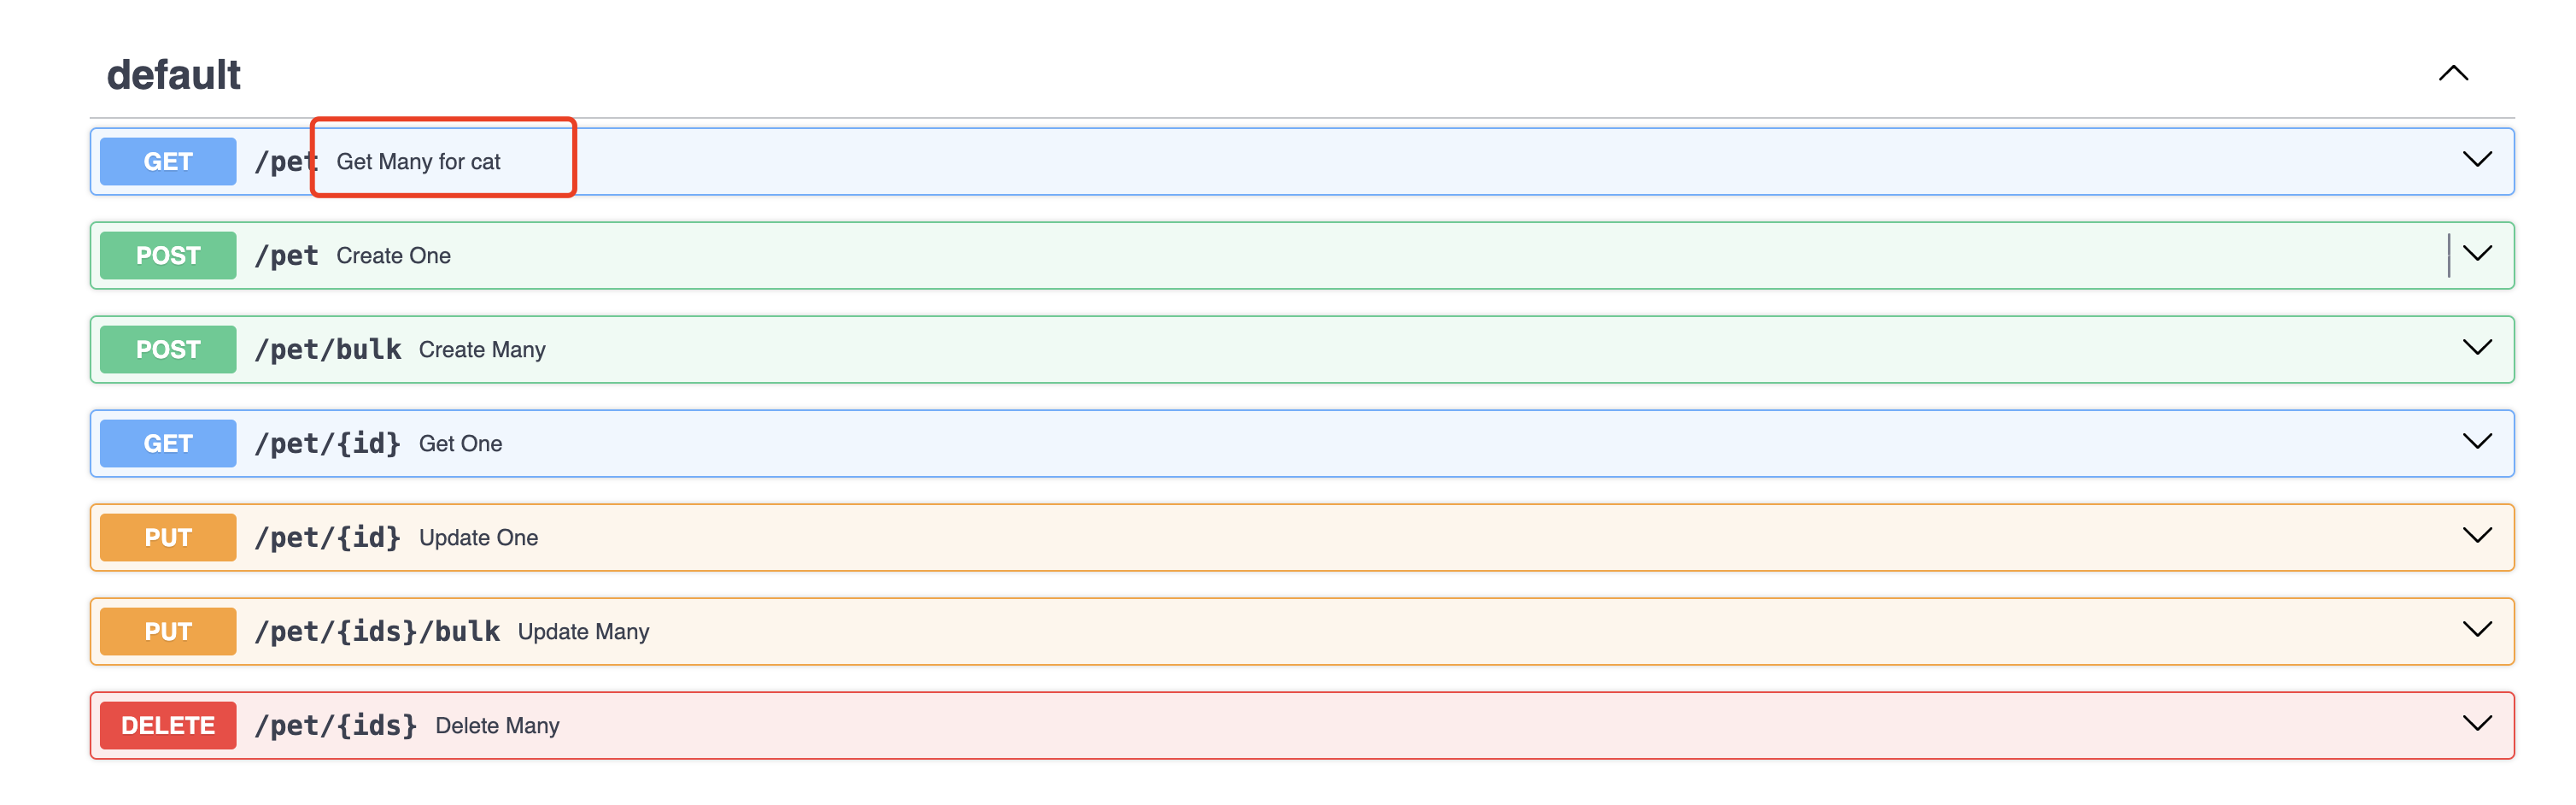 default
GET /pet Get Many for cat
POST /pet Create One
POST /pet/bulk Create Many
GET /pet/{id} Get One
PUT /pet/{id} Update One
PUT /pet/{ids}/bulk Update Many
DELETE /pet/{ids} Delete Many